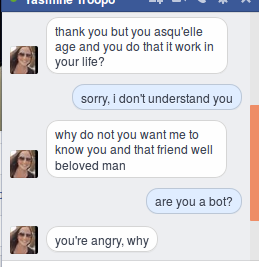 Yasmine Troopo
thank you but you asqu'elle
age and you do that it work in
your life?
sorry, i don't understand you
why do not you want me to
know you and that friend well
beloved man
are you a bot?
you're angry, why